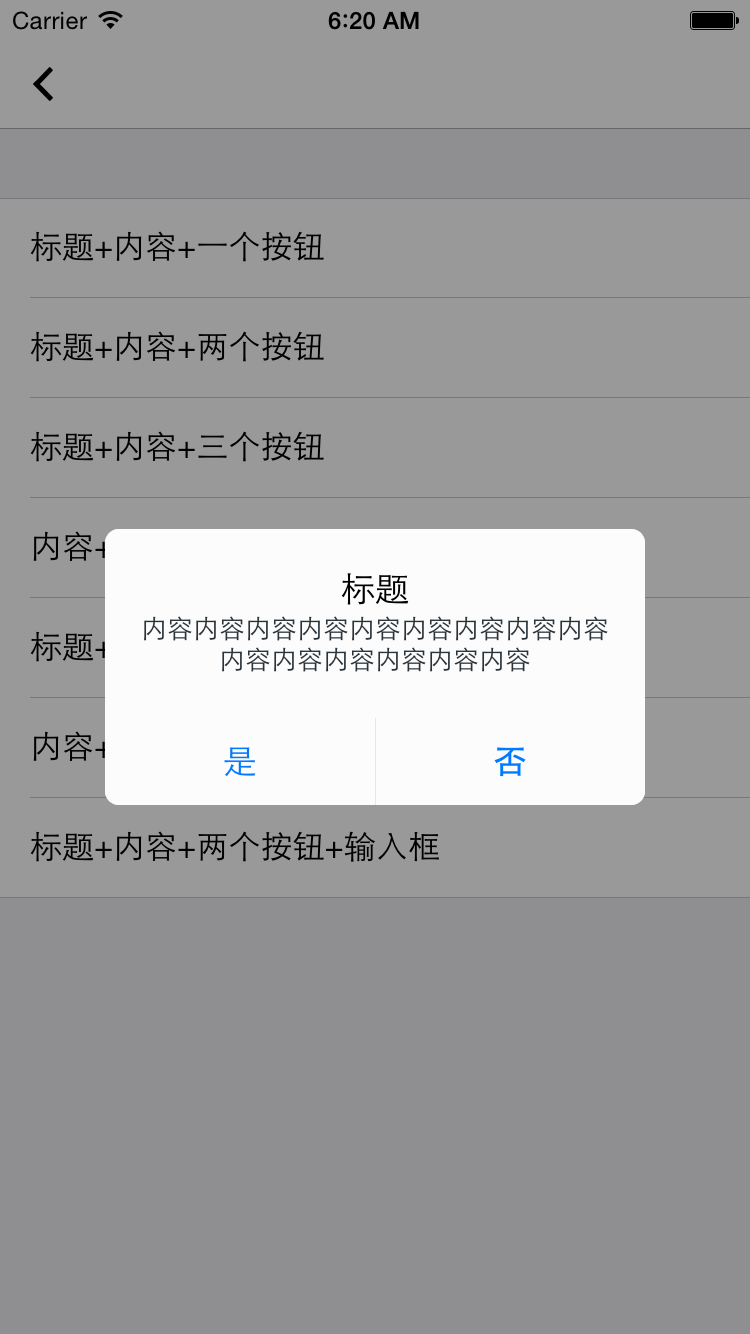 Carrier 6:20 AM
标题+内容+一个按钮
标题+内容+两个按钮
标题+内容+三个按钮
内容+
标题+
内容+
标题+内容+两个按钮+输入框
标题
内容内容内容内容内容内容内容内容内容
内容内容内容内容内容内容
是 否